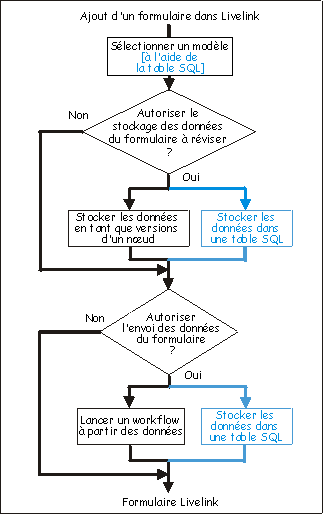 Ajout d'un formulaire dans Livelink
Sélectionner un modèle
[à l'aide de
la table SQL]
Non
Autoriser le
stockage des données
du formulaire à réviser
?
Oui
Stocker les données
en tant que versions
d'un nœud
Stocker les
données dans
une table SQL
Non
Autoriser
l'envoi des données
du formulaire
?
Oui
Lancer un workflow
à partir des données
Stocker les
données dans
une table SQL
Formulaire Livelink